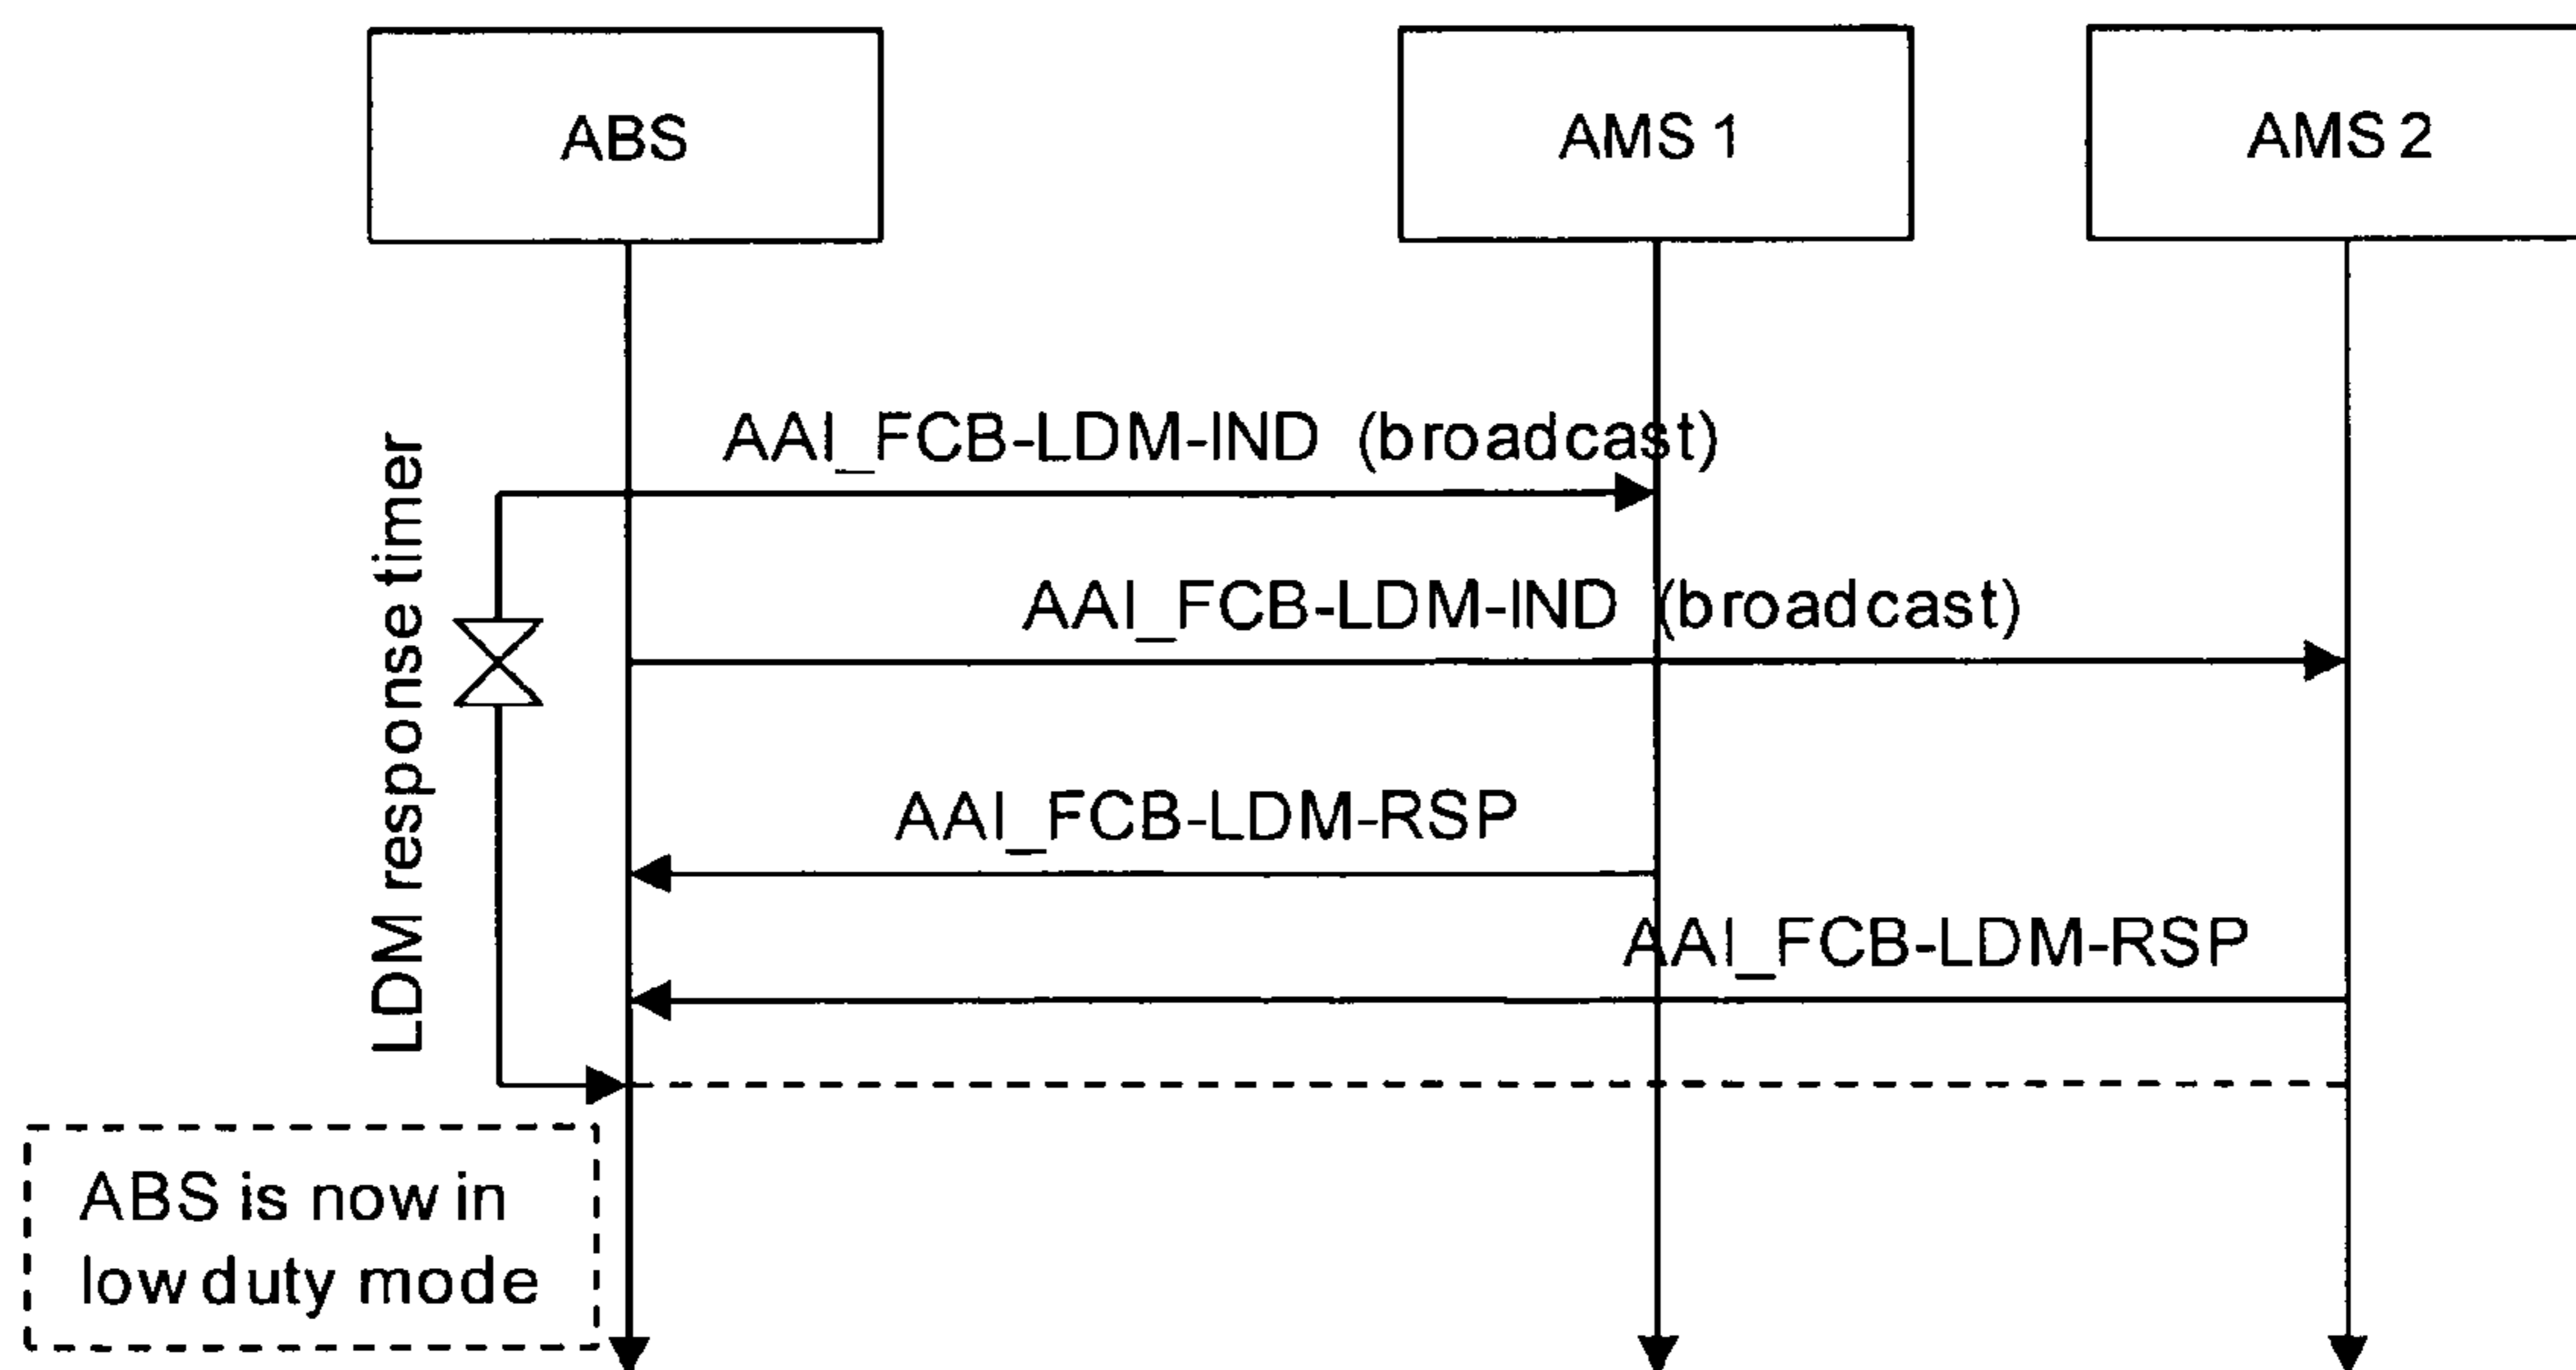 ABS
AMS 1
AMS 2
AAI_FCB-LDM-IND (broadcast)
AAI_FCB-LDM-IND (broadcast)
LDM response timer
AAI_FCB-LDM-RSP
AAI_FCB-LDM-RSP
ABS is now in
low duty mode